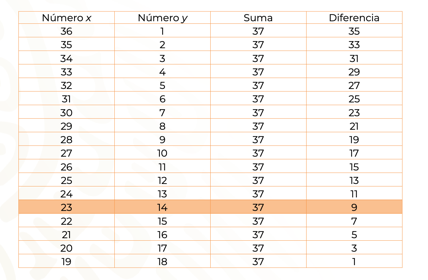 Número x Número y Suma Diferencia
36 1 37 35
35 2 37 33
34 3 37 31
33 4 37 29
32 5 37 27
31 6 37 25
30 7 37 23
29 8 37 21
28 9 37 19
27 10 37 17
26 11 37 15
25 12 37 13
24 13 37 11
23 14 37 9
22 15 37 7
21 16 37 5
20 17 37 3
19 18 37 1